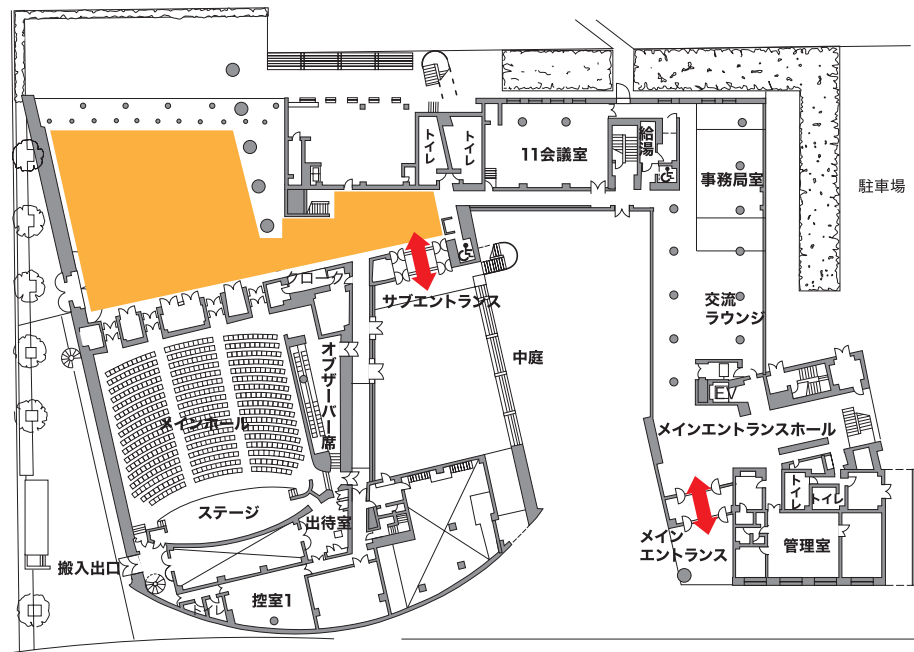 トイレ
トイレ
11会議室
給湯
事務局室
駐車場
クローク
サブエントランス
交流
ラウンジ
中庭
オブザーバー席
EV
メインホール
メインエントランスホール
ステージ
出待室
トイレ
トイレ
メイン
エントランス
管理室
搬入出口
控室1